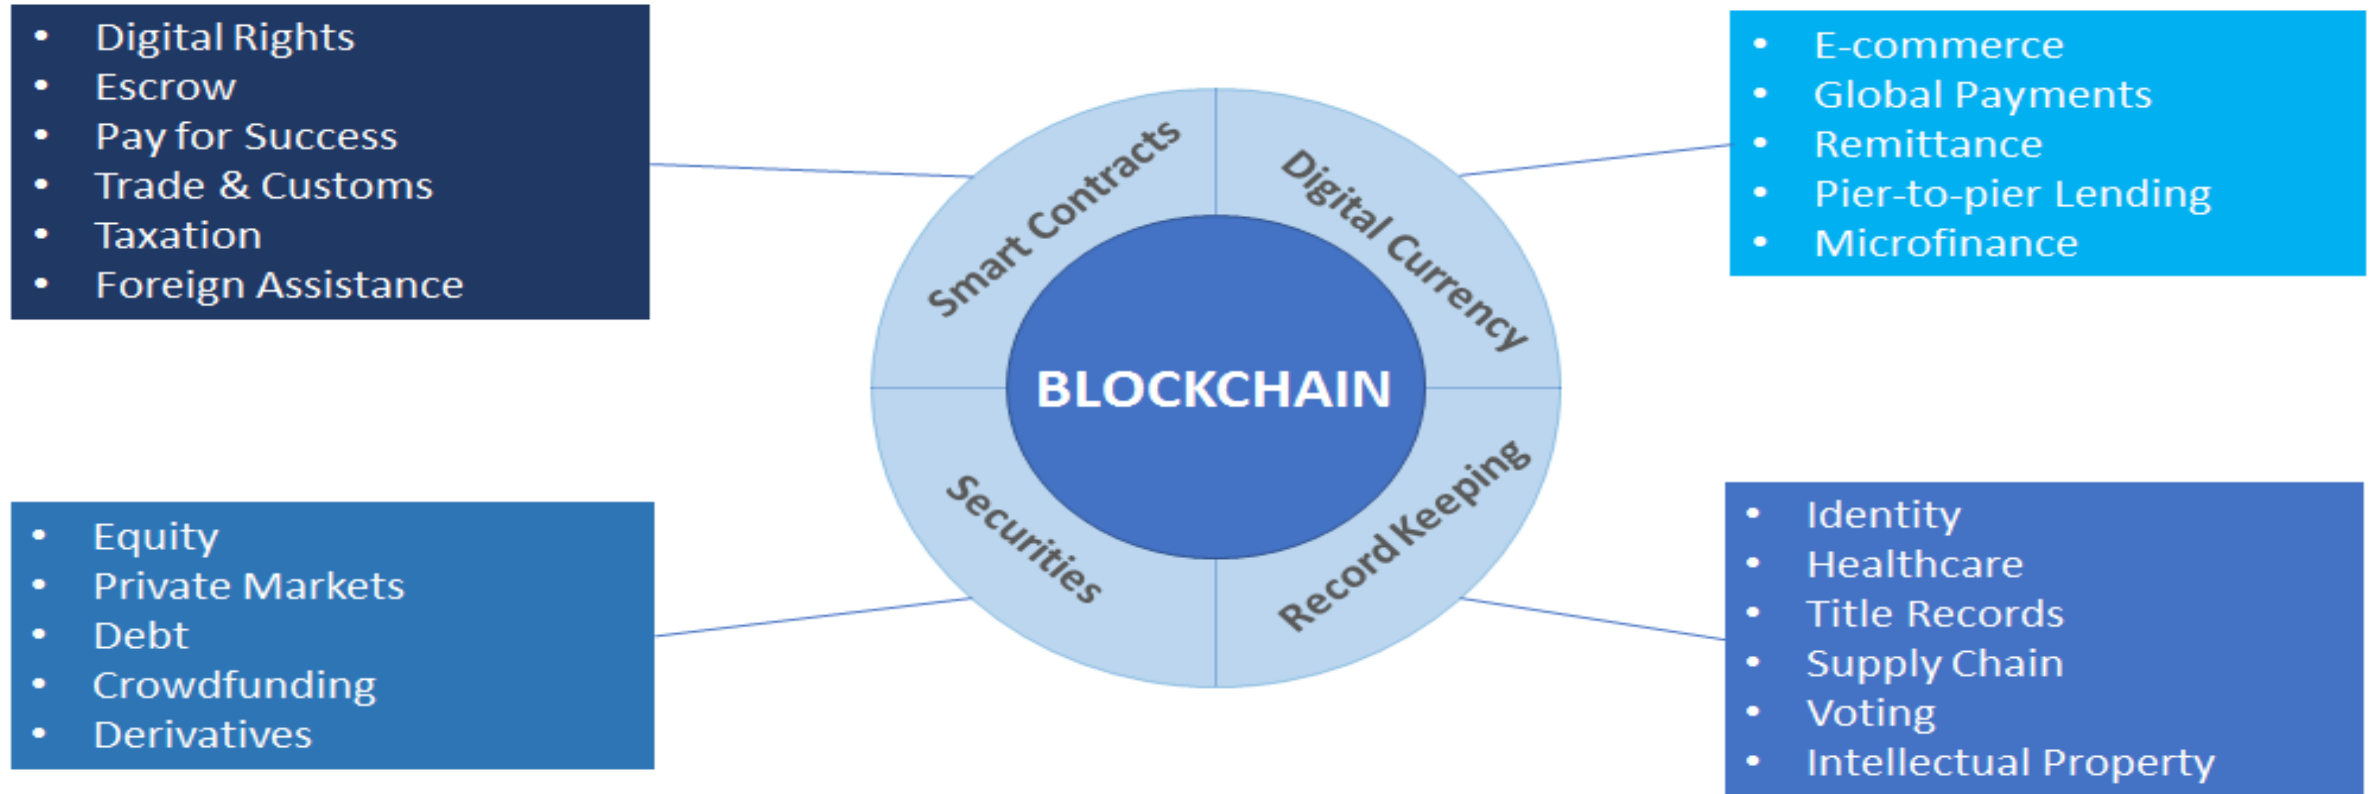 • Digital Rights
• Escrow
• Pay for Success
• Trade & Customs
• Taxation
• Foreign Assistance
• E-commerce
• Global Payments
• Remittance
• Pier-to-pier Lending
• Microfinance
Smart Contracts
Digital Currency
BLOCKCHAIN
Securities
Record Keeping
• Equity
• Private Markets
• Debt
• Crowdfunding
• Derivatives
• Identity
• Healthcare
• Title Records
• Supply Chain
• Voting
• Intellectual Property